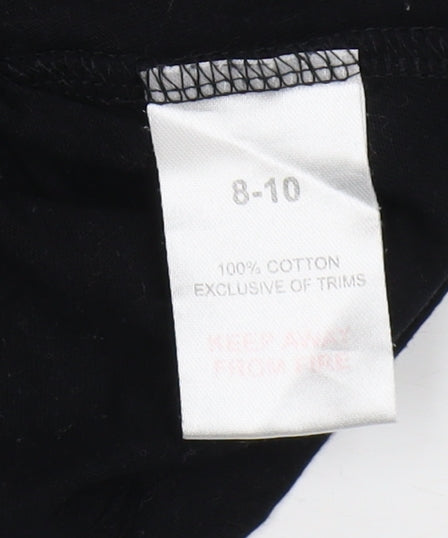 8-10
100% COTTON
EXCLUSIVE OF TRIMS
KEEP AWAY
FROM FIRE